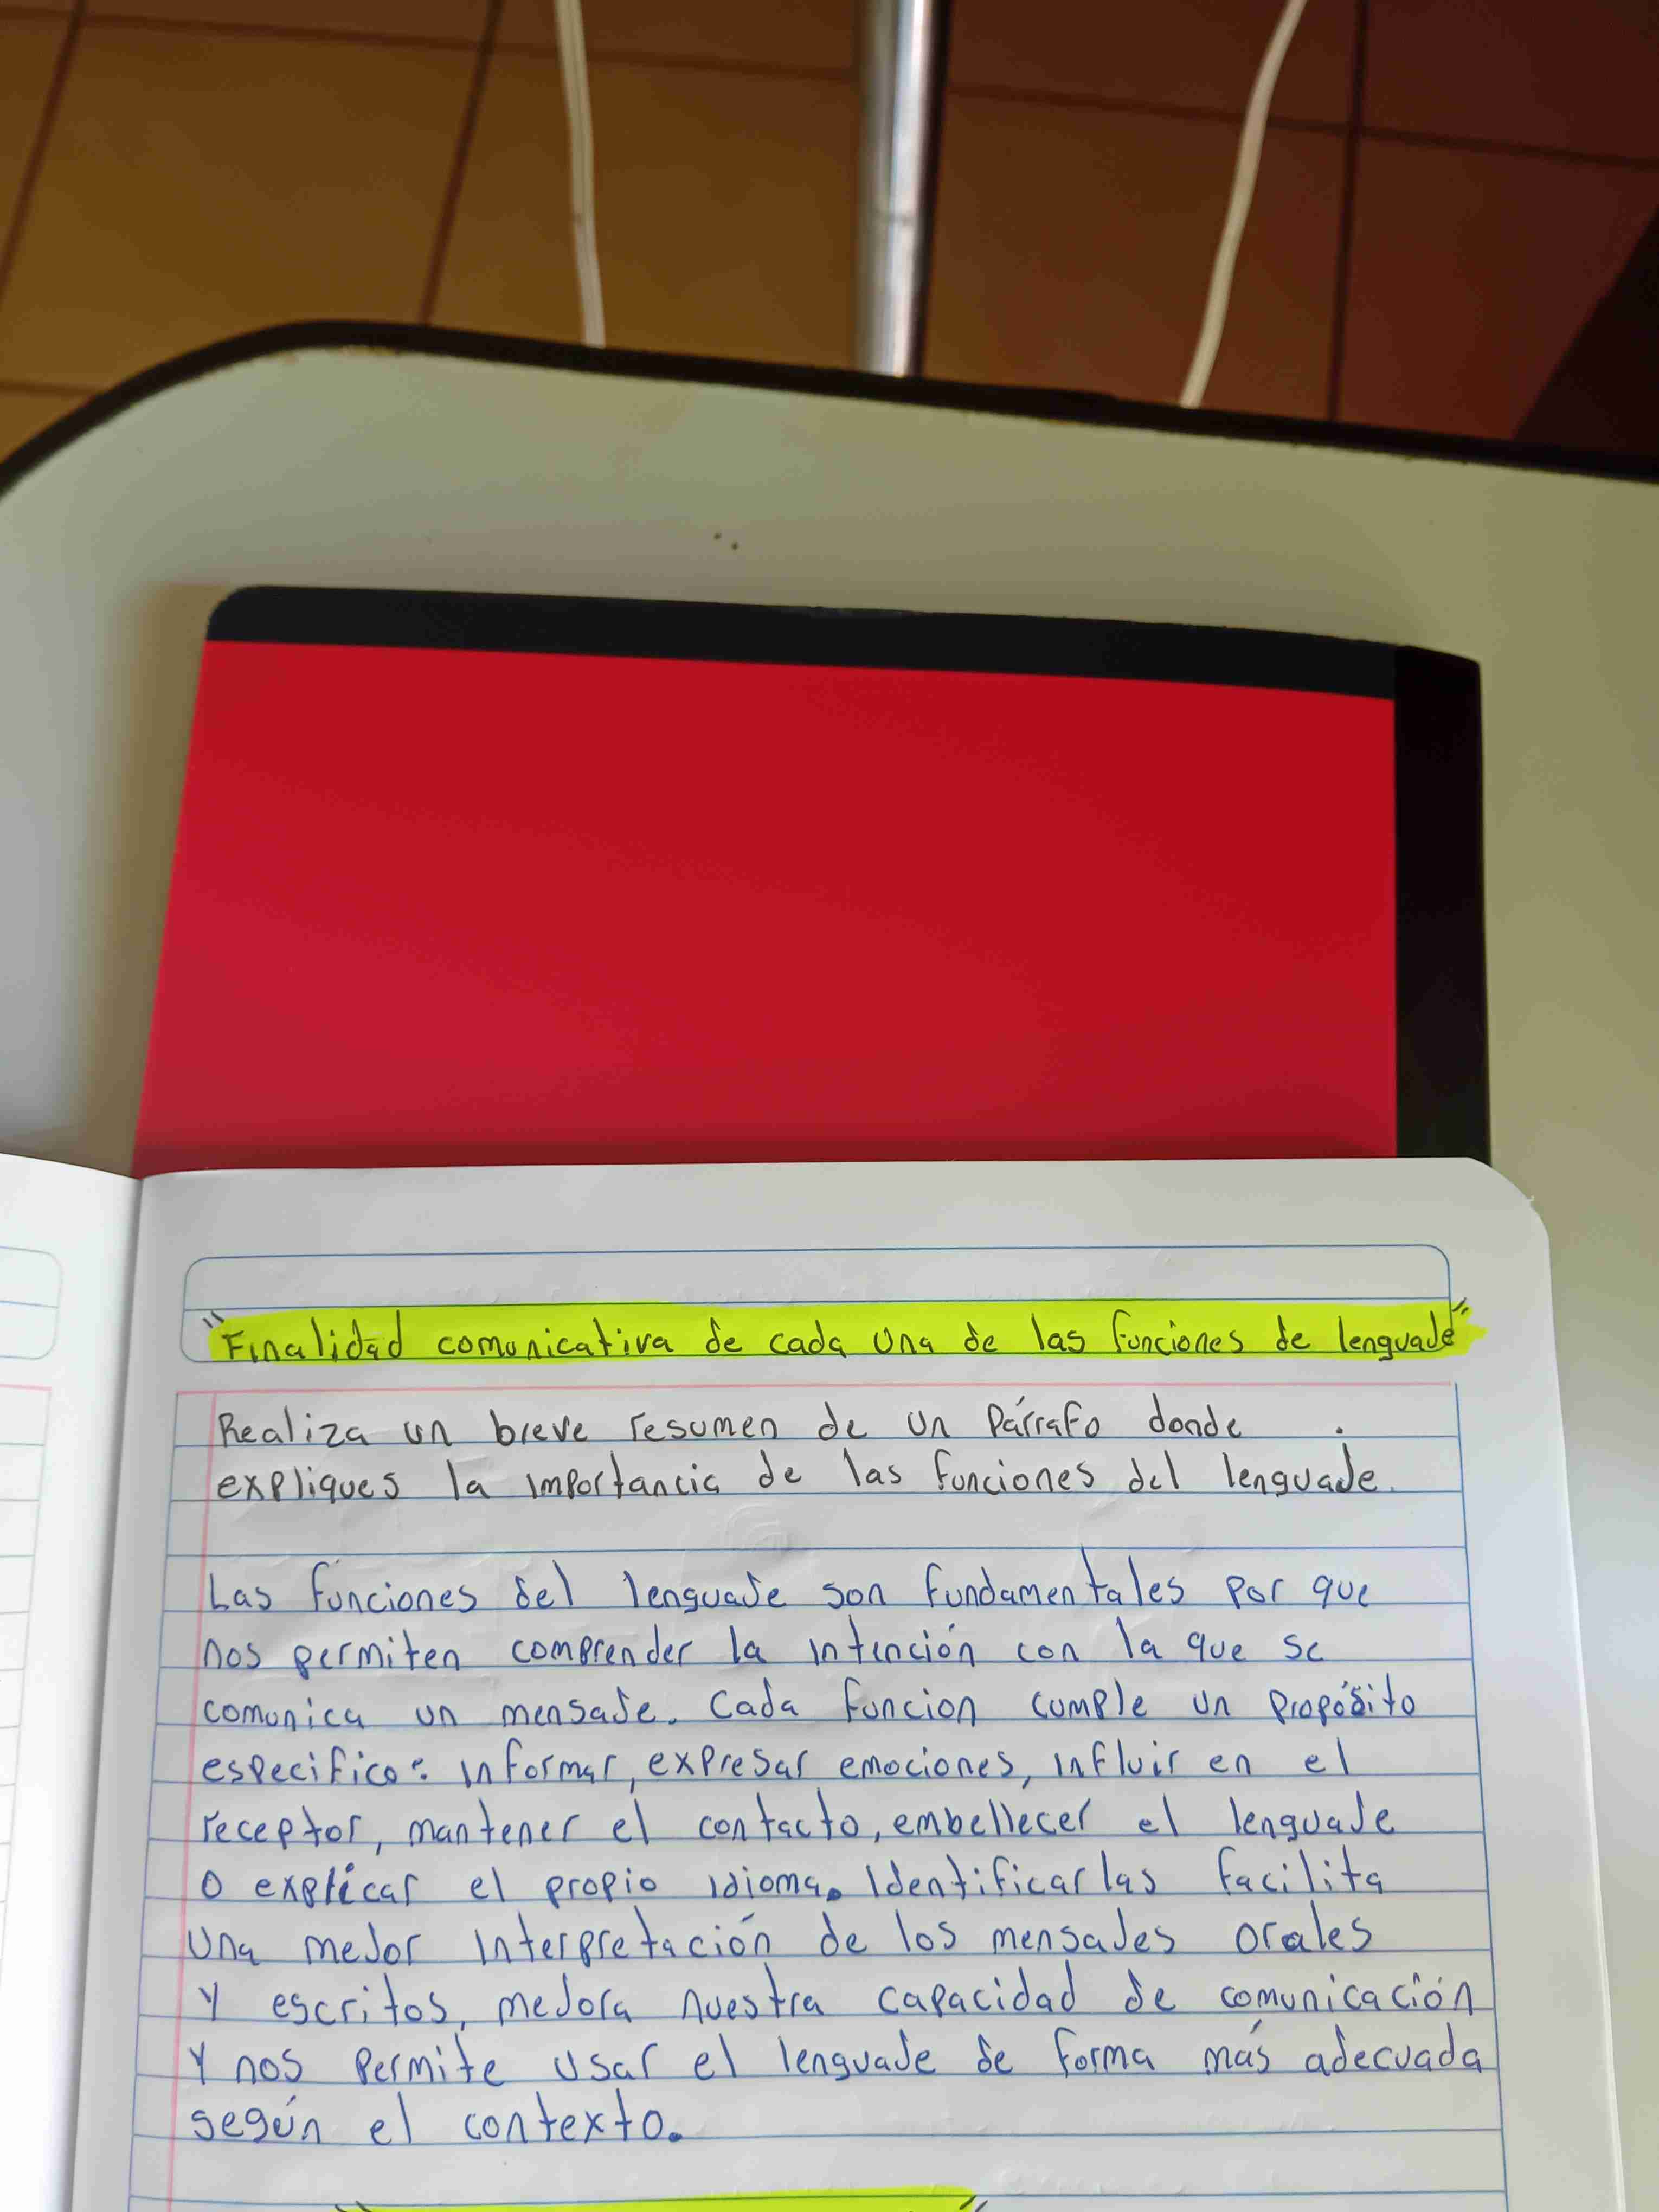 "Finalidad comunicativa de cada una de las funciones de lenguaje"
Realiza un breve resumen de un párrafo donde
expliques la importancia de las funciones del lenguaje.
Las funciones del lenguaje son fundamentales por que
nos permiten comprender la intención con la que se
comunica un mensaje. Cada funcion cumple un propósito
especifico: informar, expresar emociones, influir en el
receptor, mantener el contacto, embellecer el lenguaje
o explicar el propio idioma. Identificarlas facilita
una mejor interpretación de los mensajes orales
y escritos, mejora nuestra capacidad de comunicación
y nos permite usar el lenguaje de forma más adecuada
según el contexto.